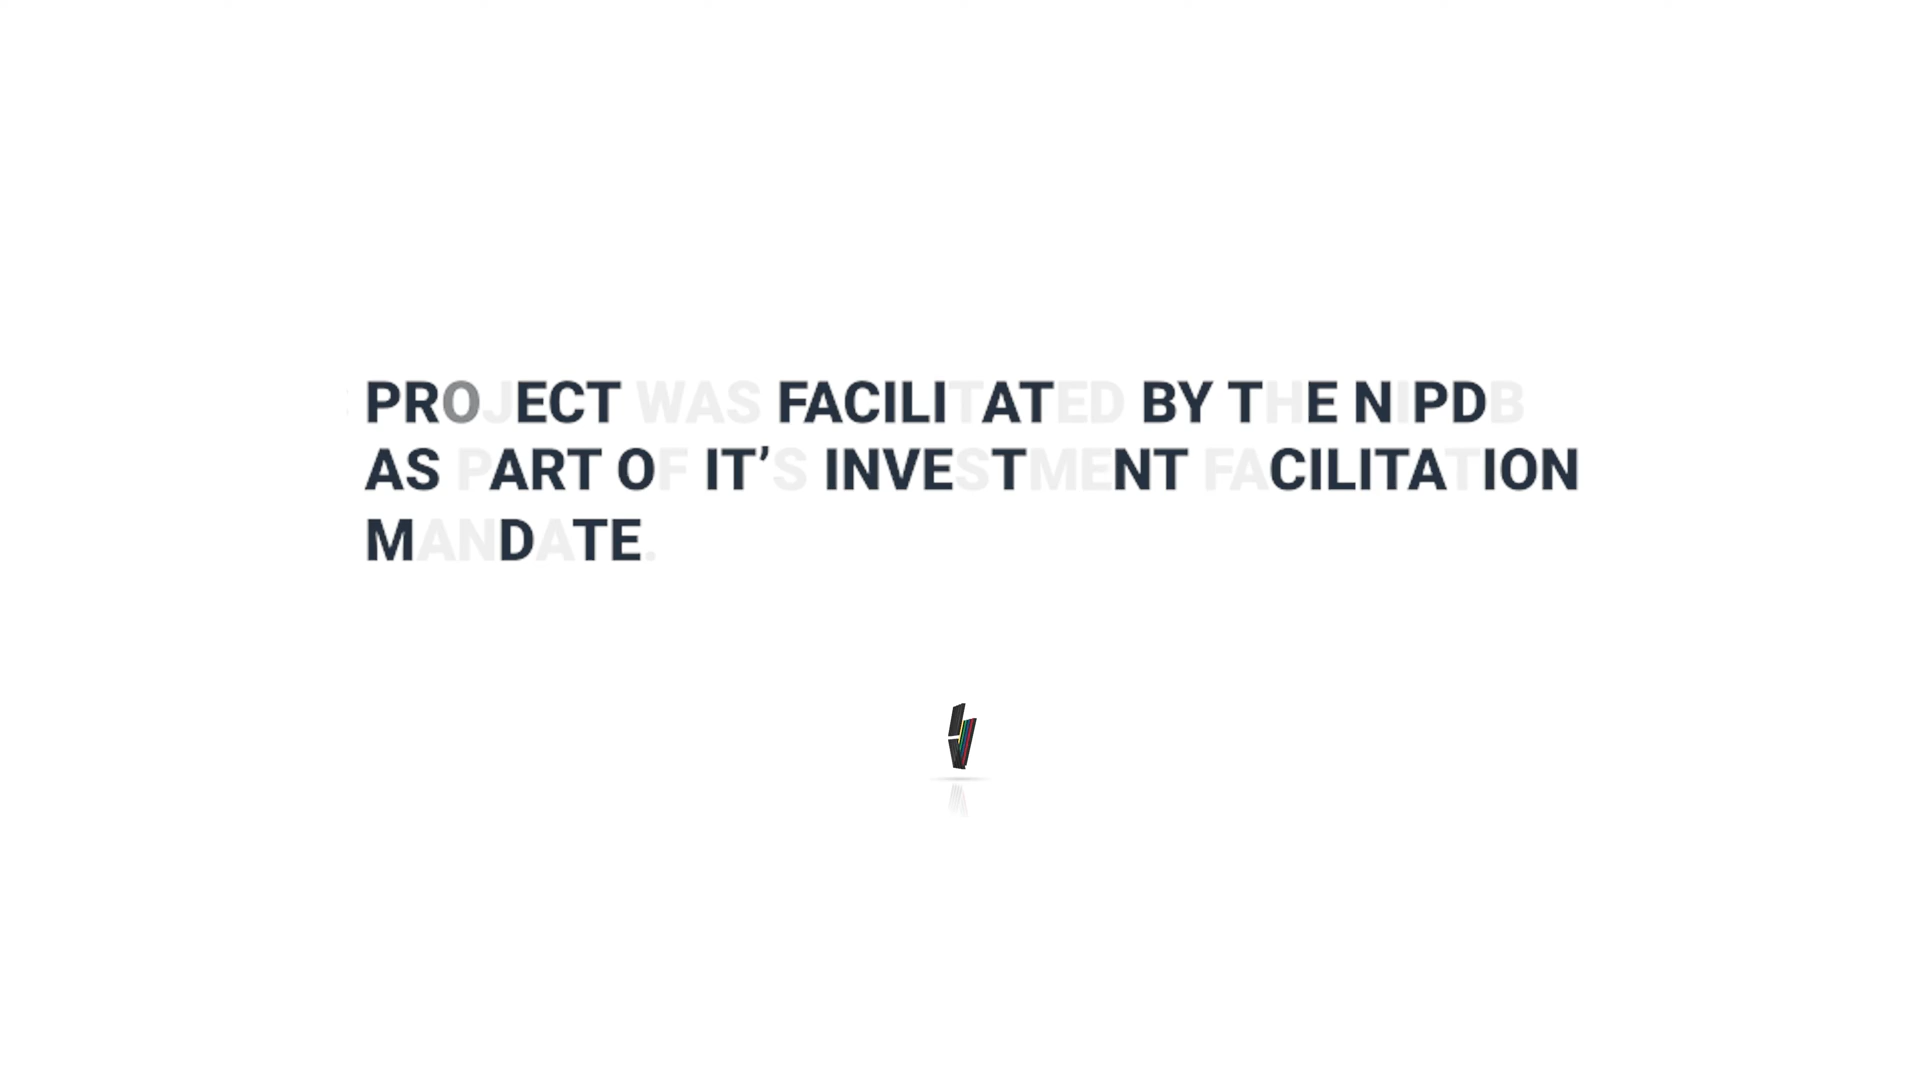 PROJECT WAS FACILITATED BY THE NIPDB
AS PART OF IT’S INVESTMENT FACILITATION
MANDATE.